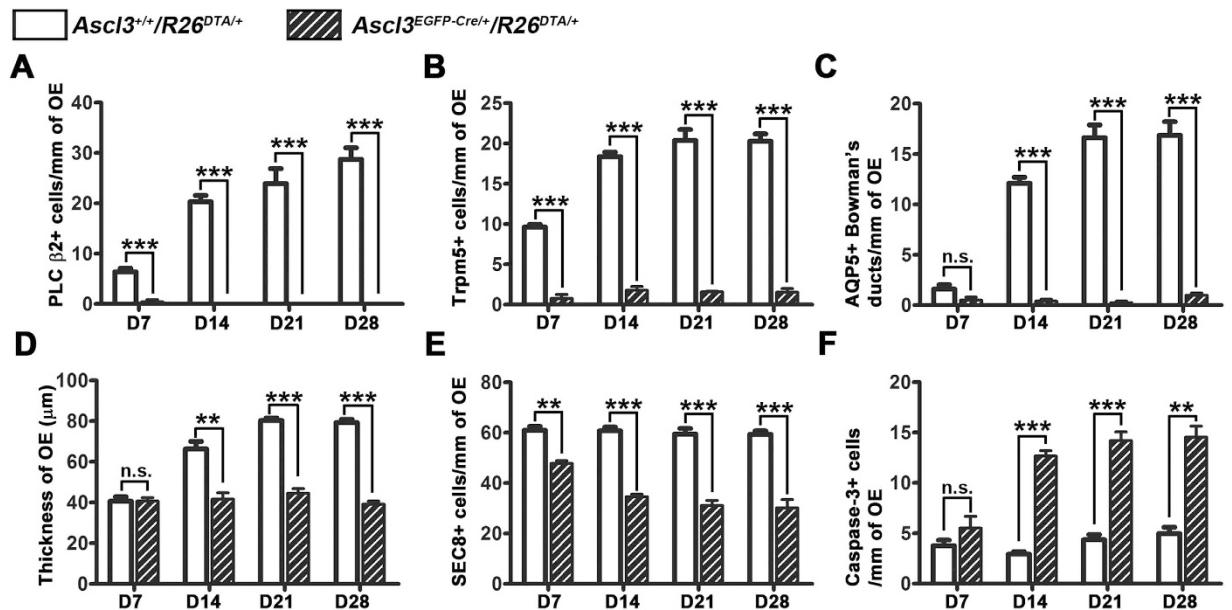 Ascl3+/+/R26DTA/+ Ascl3EGFP-Cre/+/R26DTA/+
A
PLC β2+ cells/mm of OE
40
30
20
10
0
***
***
***
***
D7 D14 D21 D28
B
Trpm5+ cells/mm of OE
25
20
15
10
5
0
***
***
***
***
D7 D14 D21 D28
C
AQP5+ Bowman's
ducts/mm of OE
20
15
10
5
0
n.s.
***
***
***
D7 D14 D21 D28
D
Thickness of OE (μm)
100
80
60
40
20
0
n.s.
**
***
***
D7 D14 D21 D28
E
SEC8+ cells/mm of OE
80
60
40
20
0
**
***
***
***
D7 D14 D21 D28
F
Caspase-3+ cells
/mm of OE
20
15
10
5
0
n.s.
***
***
**
D7 D14 D21 D28